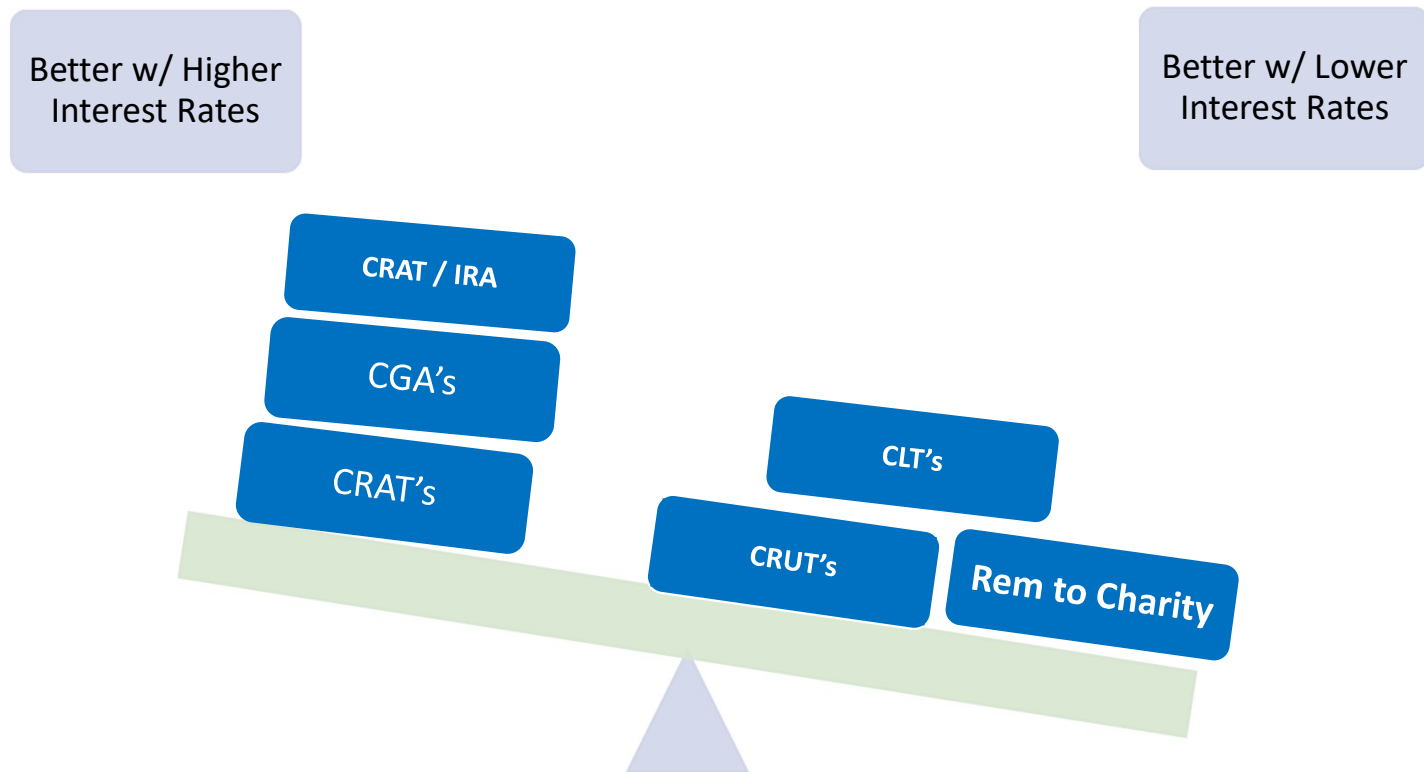 Better w/ Higher
Interest Rates
Better w/ Lower
Interest Rates
CRAT / IRA
CGA’s
CRAT’s
CLT’s
CRUT’s
Rem to Charity